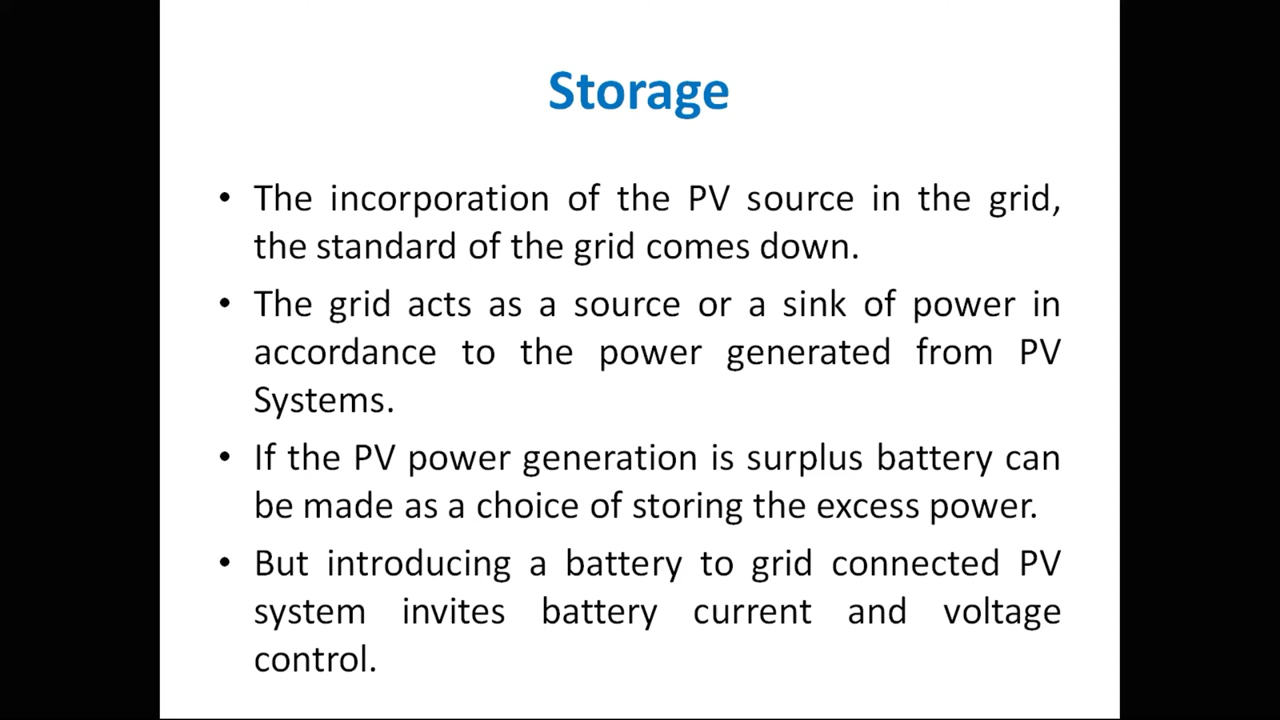 Storage
• The incorporation of the PV source in the grid,
the standard of the grid comes down.
• The grid acts as a source or a sink of power in
accordance to the power generated from PV
Systems.
• If the PV power generation is surplus battery can
be made as a choice of storing the excess power.
• But introducing a battery to grid connected PV
system invites battery current and voltage
control.